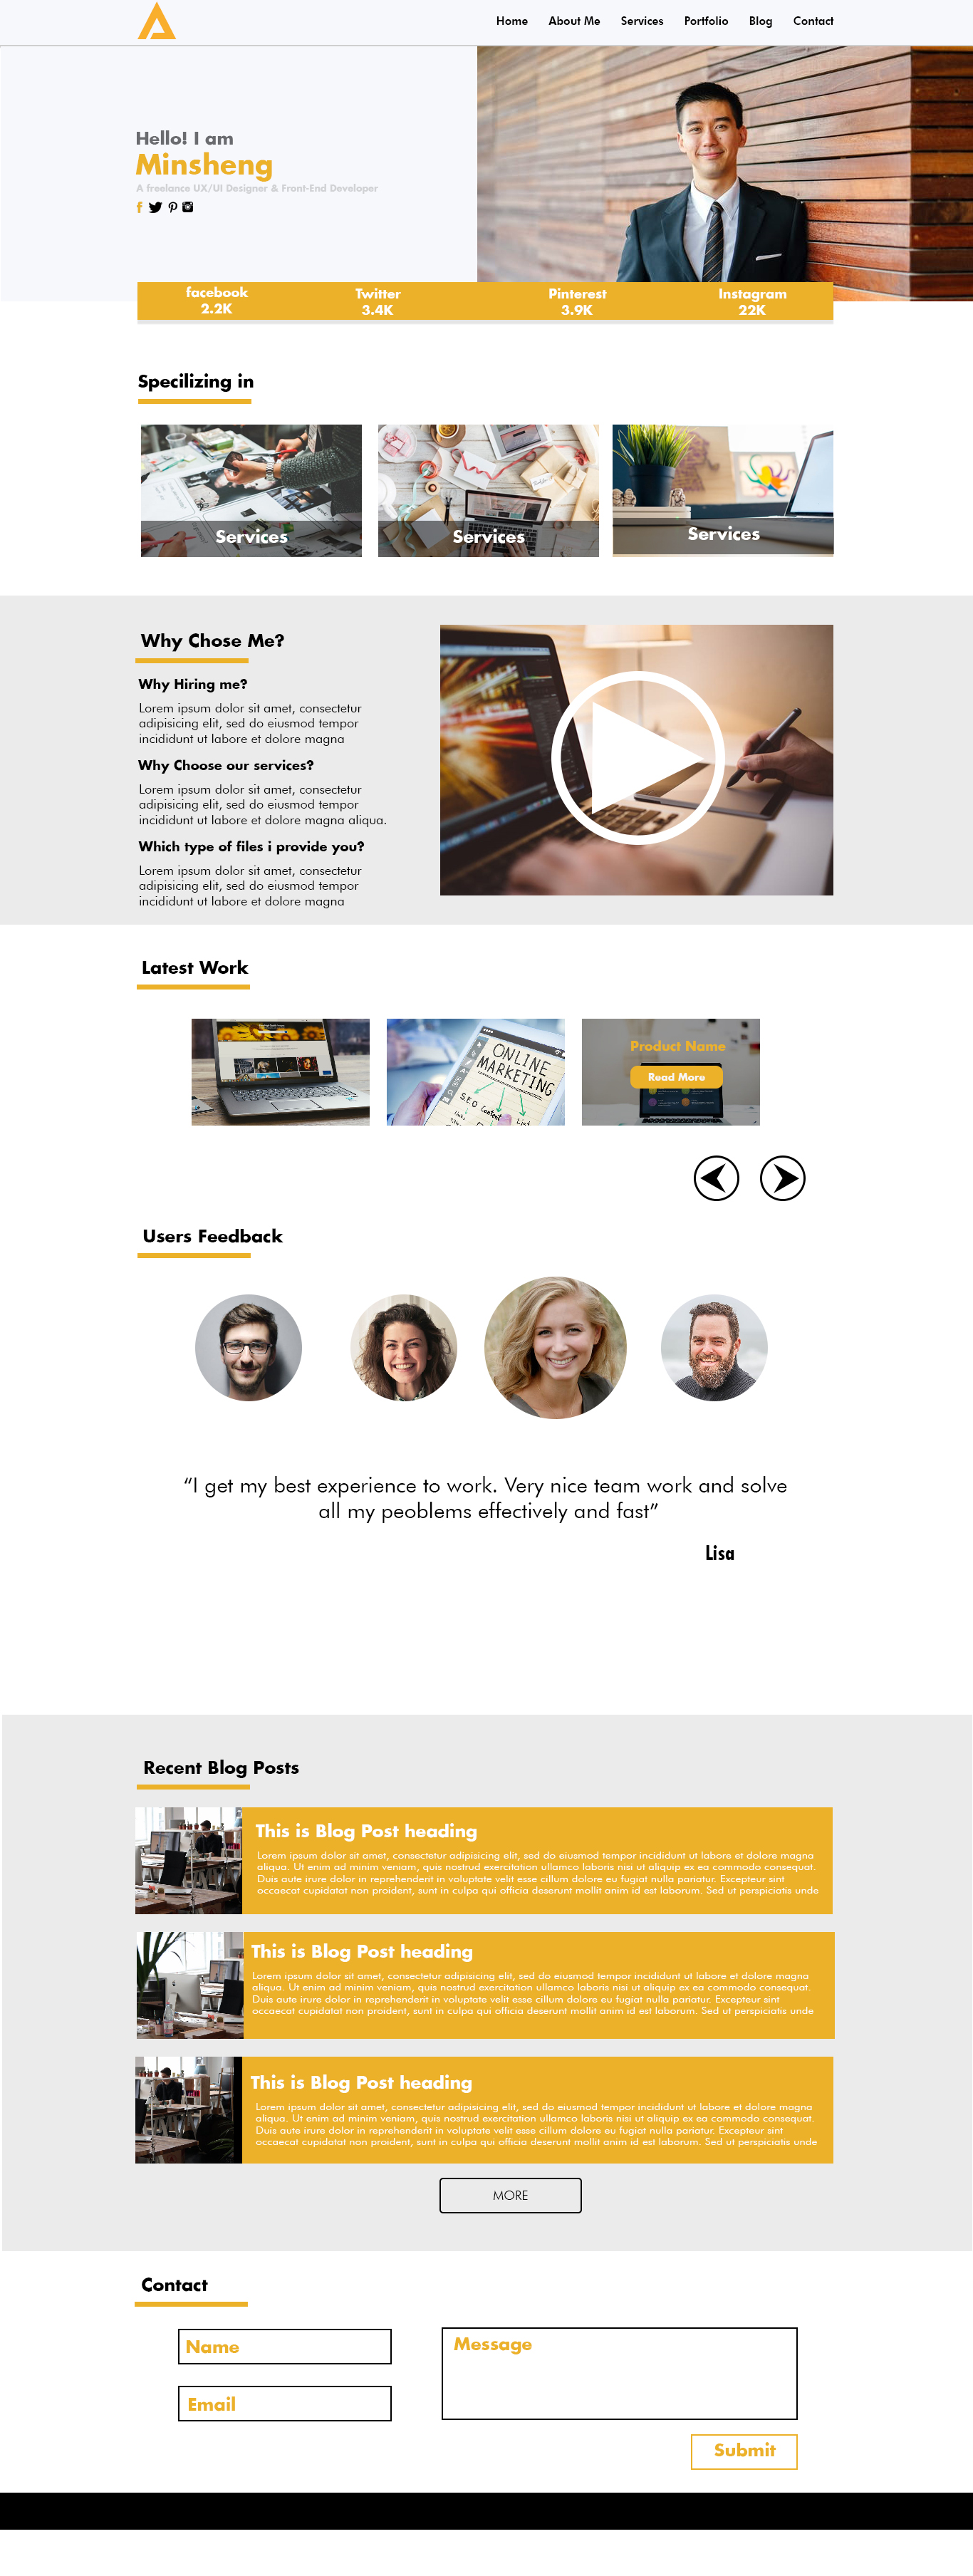 Home About Me Services Portfolio Blog Contact
Hello! I am
Minsheng
A freelance UX/UI Designer & Front-End Developer
facebook Twitter Pinterest Instagram
2.2K 3.4K 3.9K 22K
Specilizing in
Services Services Services
Why Chose Me?
Why Hiring me?
Lorem ipsum dolor sit amet, consectetur
adipisicing elit, sed do eiusmod tempor
incididunt ut labore et dolore magna
Why Choose our services?
Lorem ipsum dolor sit amet, consectetur
adipisicing elit, sed do eiusmod tempor
incididunt ut labore et dolore magna aliqua.
Which type of files i provide you?
Lorem ipsum dolor sit amet, consectetur
adipisicing elit, sed do eiusmod tempor
incididunt ut labore et dolore magna
Latest Work
ONLINE
MARKETING
SEO Content
Product Name
Read More
Users Feedback
“I get my best experience to work. Very nice team work and solve
all my peoblems effectively and fast”
Lisa
Recent Blog Posts
This is Blog Post heading
Lorem ipsum dolor sit amet, consectetur adipisicing elit, sed do eiusmod tempor incididunt ut labore et dolore magna
aliqua. Ut enim ad minim veniam, quis nostrud exercitation ullamco laboris nisi ut aliquip ex ea commodo consequat.
Duis aute irure dolor in reprehenderit in voluptate velit esse cillum dolore eu fugiat nulla pariatur. Excepteur sint
occaecat cupidatat non proident, sunt in culpa qui officia deserunt mollit anim id est laborum. Sed ut perspiciatis unde
This is Blog Post heading
Lorem ipsum dolor sit amet, consectetur adipisicing elit, sed do eiusmod tempor incididunt ut labore et dolore magna
aliqua. Ut enim ad minim veniam, quis nostrud exercitation ullamco laboris nisi ut aliquip ex ea commodo consequat.
Duis aute irure dolor in reprehenderit in voluptate velit esse cillum dolore eu fugiat nulla pariatur. Excepteur sint
occaecat cupidatat non proident, sunt in culpa qui officia deserunt mollit anim id est laborum. Sed ut perspiciatis unde
This is Blog Post heading
Lorem ipsum dolor sit amet, consectetur adipisicing elit, sed do eiusmod tempor incididunt ut labore et dolore magna
aliqua. Ut enim ad minim veniam, quis nostrud exercitation ullamco laboris nisi ut aliquip ex ea commodo consequat.
Duis aute irure dolor in reprehenderit in voluptate velit esse cillum dolore eu fugiat nulla pariatur. Excepteur sint
occaecat cupidatat non proident, sunt in culpa qui officia deserunt mollit anim id est laborum. Sed ut perspiciatis unde
MORE
Contact
Name
Email
Message
Submit